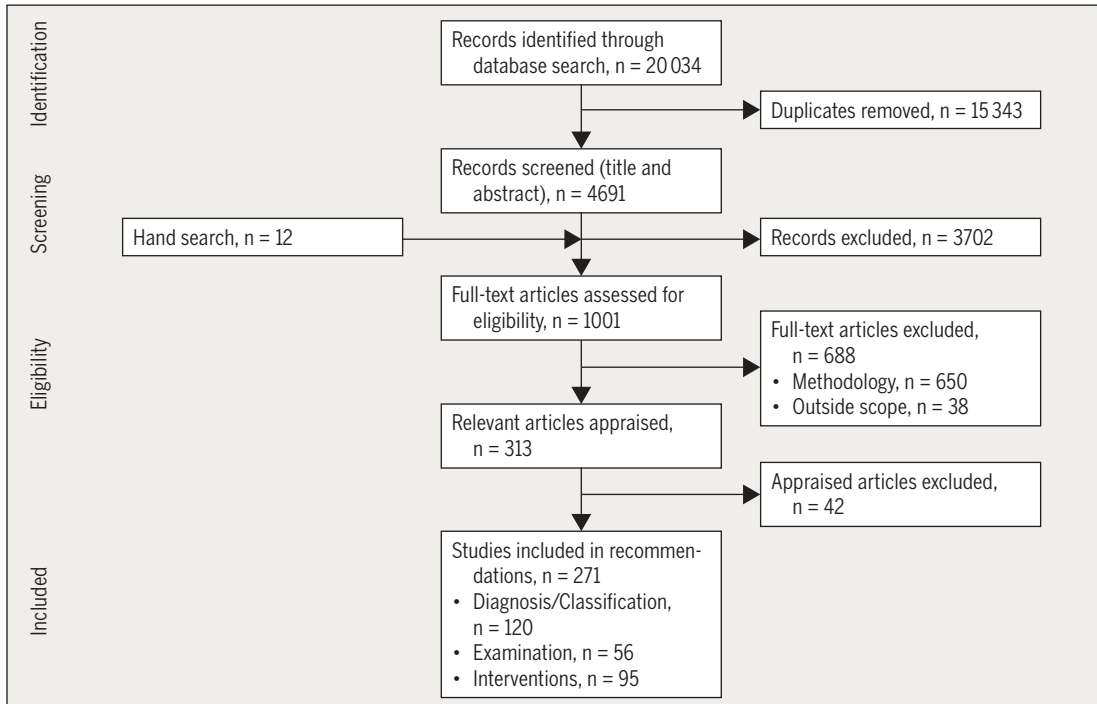 Identification
Records identified through
database search, n = 20 034
Duplicates removed, n = 15 343
Screening
Records screened (title and
abstract), n = 4691
Hand search, n = 12
Records excluded, n = 3702
Eligibility
Full-text articles assessed for
eligibility, n = 1001
Full-text articles excluded,
n = 688
• Methodology, n = 650
• Outside scope, n = 38
Relevant articles appraised,
n = 313
Appraised articles excluded,
n = 42
Included
Studies included in recommen-
dations, n = 271
• Diagnosis/Classification,
n = 120
• Examination, n = 56
• Interventions, n = 95